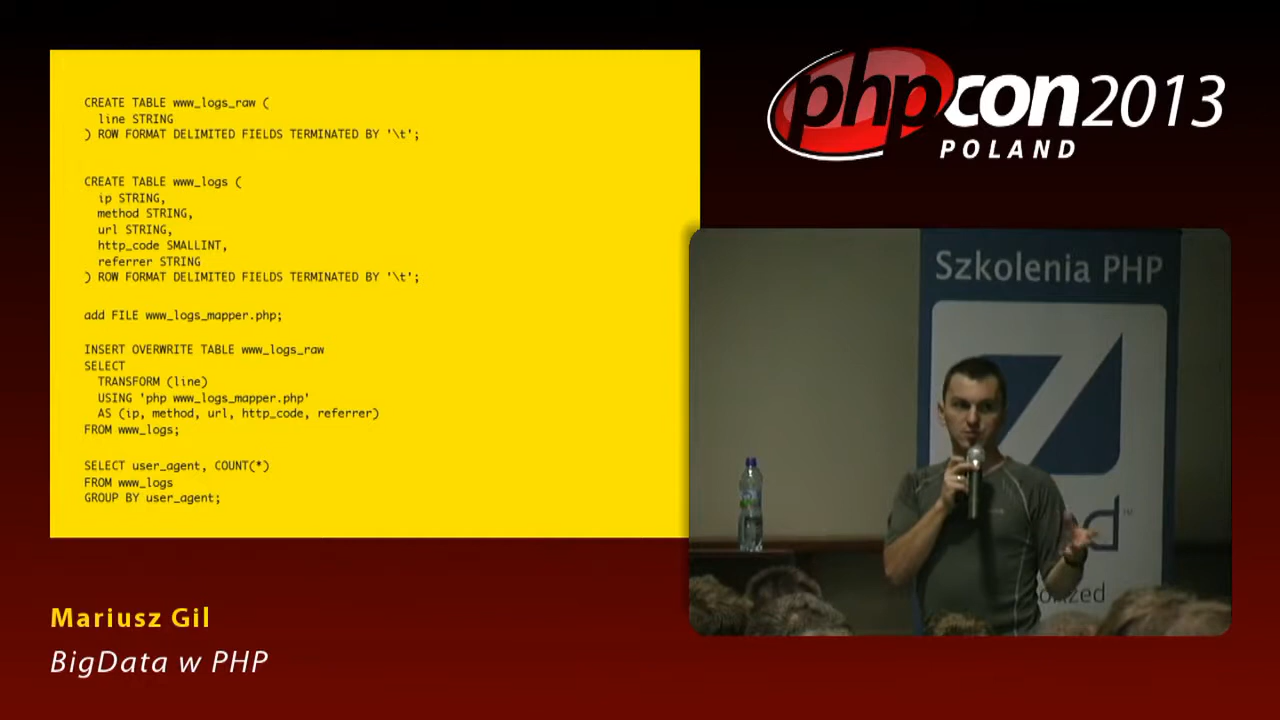 CREATE TABLE www_logs_raw (
line STRING
) ROW FORMAT DELIMITED FIELDS TERMINATED BY '\t';
CREATE TABLE www_logs (
ip STRING,
method STRING,
url STRING,
http_code SMALLINT,
referrer STRING
) ROW FORMAT DELIMITED FIELDS TERMINATED BY '\t';
add FILE www_logs_mapper.php;
INSERT OVERWRITE TABLE www_logs_raw
SELECT
TRANSFORM (line)
USING 'php www_logs_mapper.php'
AS (ip, method, url, http_code, referrer)
FROM www_logs;
SELECT user_agent, COUNT(*)
FROM www_logs
GROUP BY user_agent;
phpcon2013
POLAND
Szkolenia PHP
Mariusz Gil
BigData w PHP